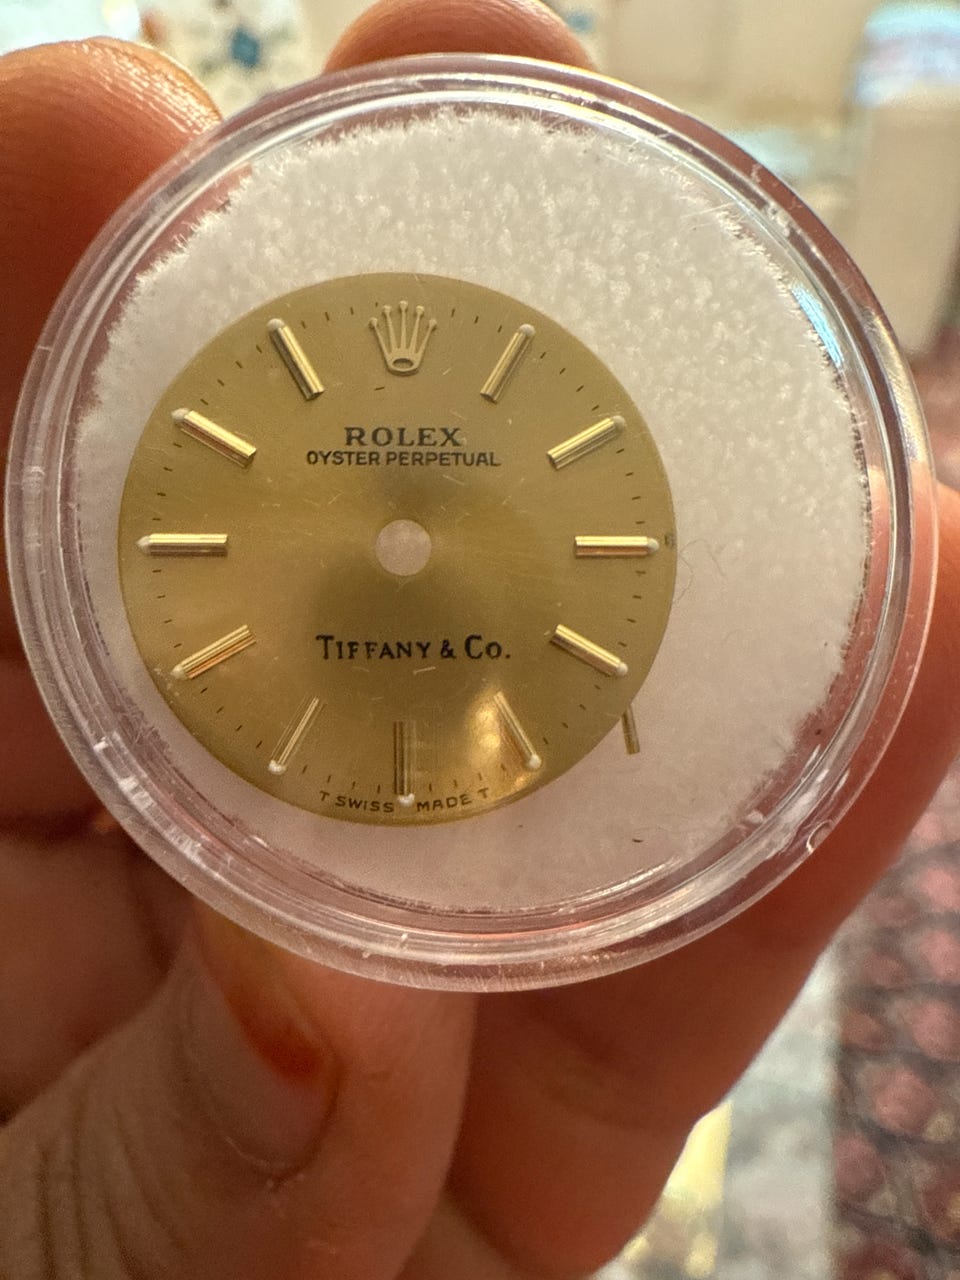 ROLEX
OYSTER PERPETUAL
TIFFANY & CO.
T SWISS MADE T